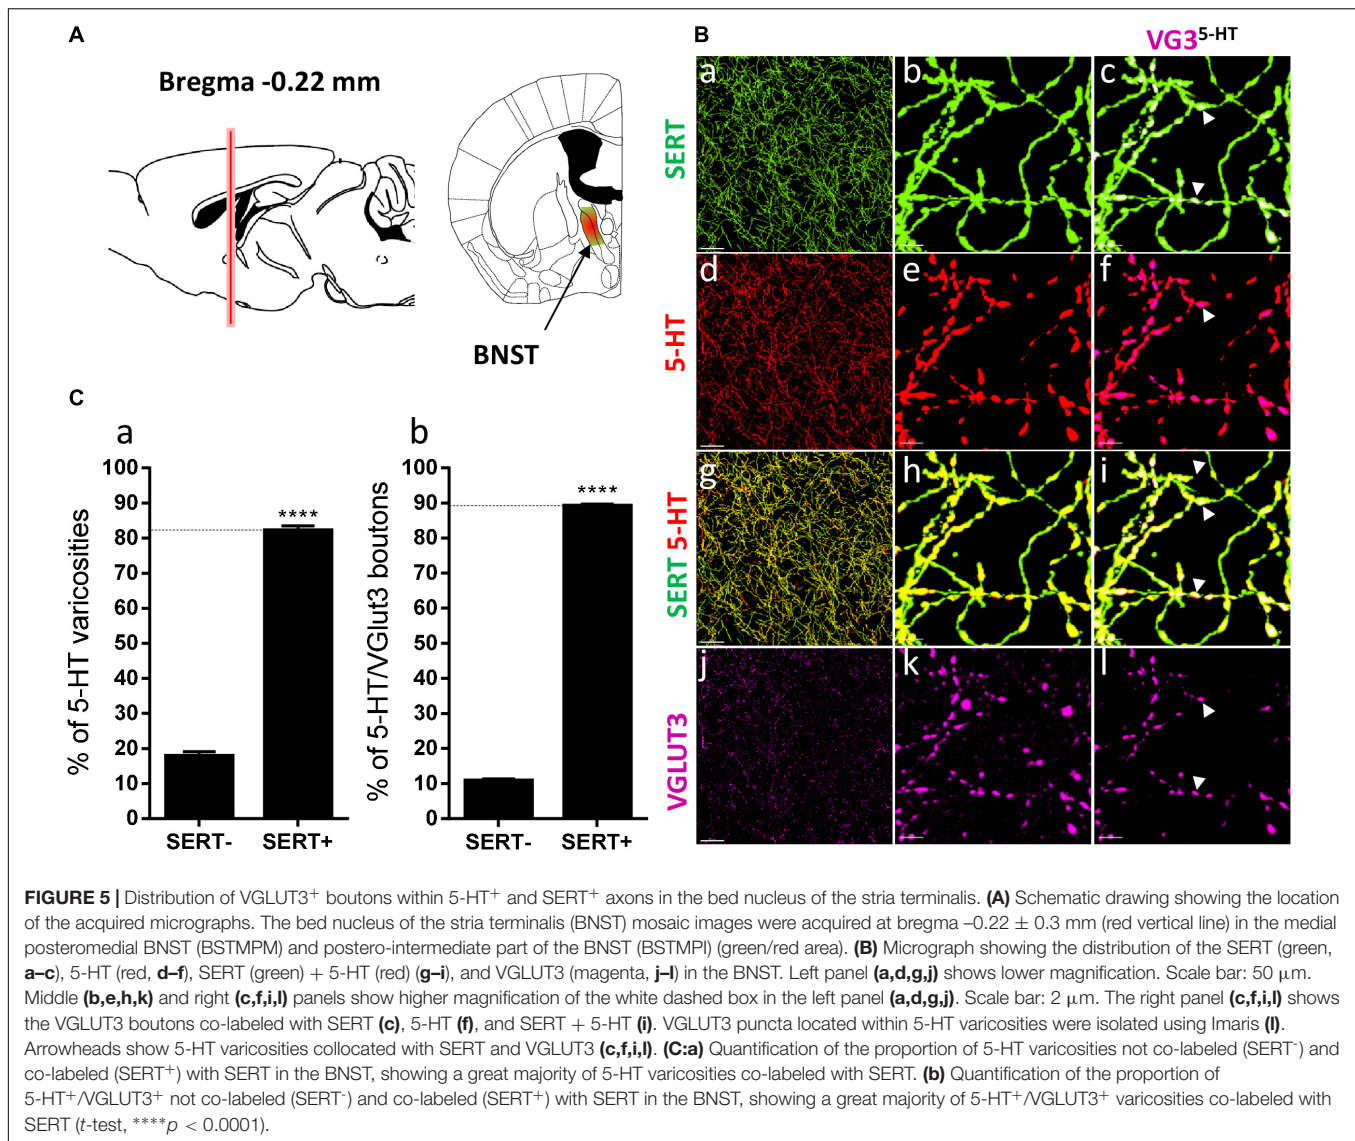 A
Bregma -0.22 mm
BNST
B
VG3⁵⁻ᴴᵀ
SERT
a
b
c
5-HT
d
e
f
SERT 5-HT
g
h
i
VGLUT3
j
k
l
C
a
% of 5-HT varicosities
100
90
80
70
60
50
40
30
20
10
0
****
SERT-
SERT+
b
% of 5-HT/VGlut3 boutons
100
90
80
70
60
50
40
30
20
10
0
****
SERT-
SERT+
FIGURE 5 | Distribution of VGLUT3⁺ boutons within 5-HT⁺ and SERT⁺ axons in the bed nucleus of the stria terminalis. (A) Schematic drawing showing the location
of the acquired micrographs. The bed nucleus of the stria terminalis (BNST) mosaic images were acquired at bregma –0.22 ± 0.3 mm (red vertical line) in the medial
posteromedial BNST (BSTMPM) and postero-intermediate part of the BNST (BSTMPI) (green/red area). (B) Micrograph showing the distribution of the SERT (green,
a–c), 5-HT (red, d–f), SERT (green) + 5-HT (red) (g–i), and VGLUT3 (magenta, j–l) in the BNST. Left panel (a,d,g,j) shows lower magnification. Scale bar: 50 μm.
Middle (b,e,h,k) and right (c,f,i,l) panels show higher magnification of the white dashed box in the left panel (a,d,g,j). Scale bar: 2 μm. The right panel (c,f,i,l) shows
the VGLUT3 boutons co-labeled with SERT (c), 5-HT (f), and SERT + 5-HT (i). VGLUT3 puncta located within 5-HT varicosities were isolated using Imaris (l).
Arrowheads show 5-HT varicosities collocated with SERT and VGLUT3 (c,f,i,l). (C:a) Quantification of the proportion of 5-HT varicosities not co-labeled (SERT⁻) and
co-labeled (SERT⁺) with SERT in the BNST, showing a great majority of 5-HT varicosities co-labeled with SERT. (b) Quantification of the proportion of
5-HT⁺/VGLUT3⁺ not co-labeled (SERT⁻) and co-labeled (SERT⁺) with SERT in the BNST, showing a great majority of 5-HT⁺/VGLUT3⁺ varicosities co-labeled with
SERT (t-test, ****p < 0.0001).